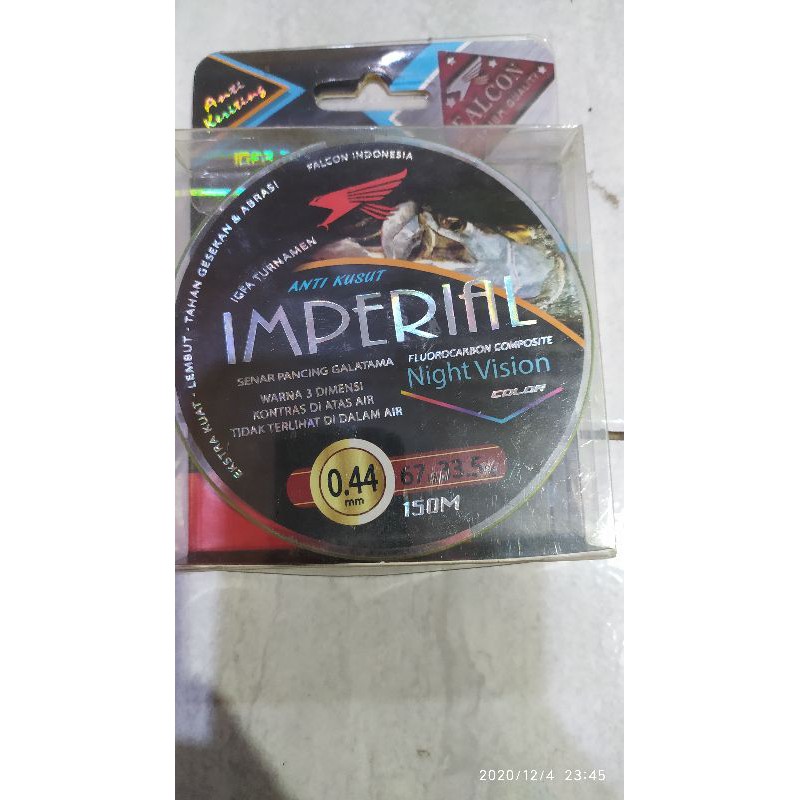 Anti
Keriting
FALCON
FALCON INDONESIA
IGFA TURNAMEN
EKSTRA KUAT - LEMBUT - TAHAN GESEKAN & ABRASI
ANTI KUSUT
IMPERIAL
SENAR PANCING GALATAMA
FLUOROCARBON COMPOSITE
Night Vision
COLOR
WARNA 3 DIMENSI
KONTRAS DI ATAS AIR
TIDAK TERLIHAT DI DALAM AIR
0.44
mm
150M
2020/12/4 23:45